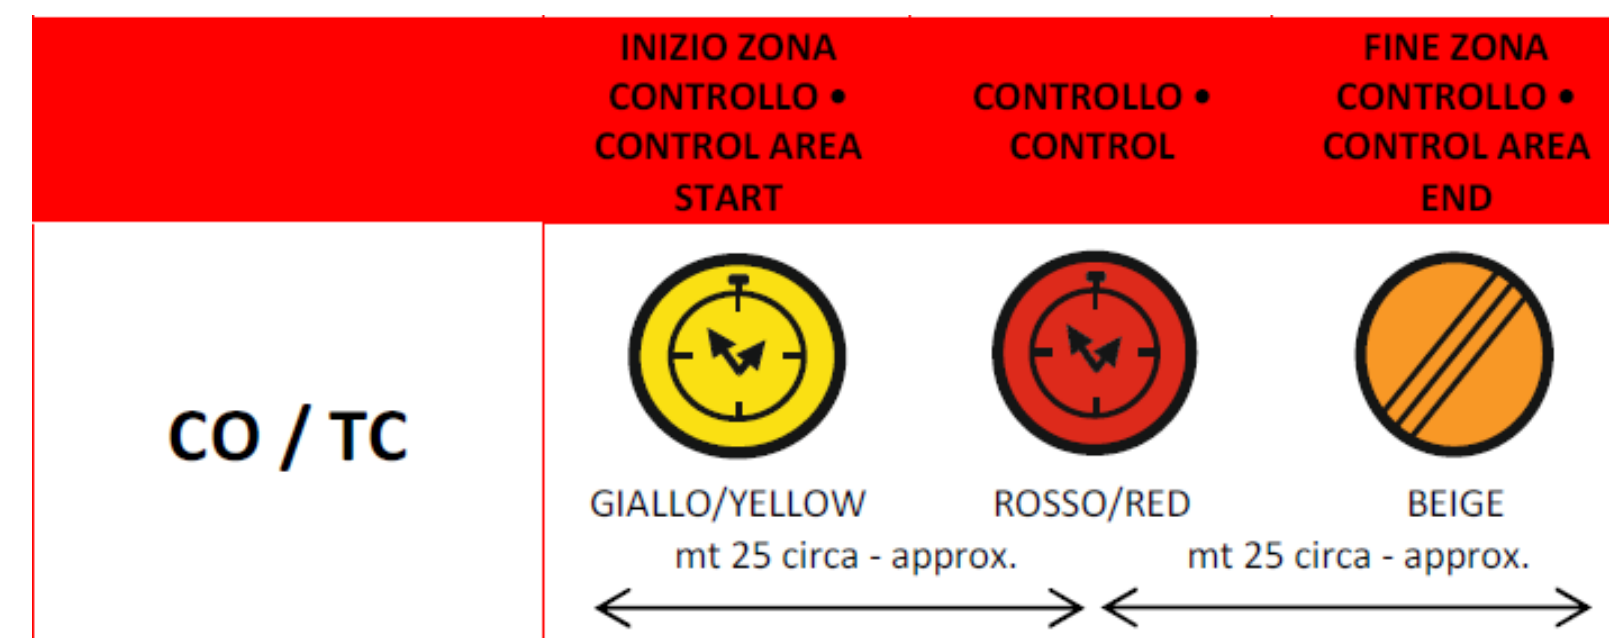 INIZIO ZONA
CONTROLLO •
CONTROL AREA
START
CONTROLLO •
CONTROL
FINE ZONA
CONTROLLO •
CONTROL AREA
END
CO / TC
GIALLO/YELLOW
ROSSO/RED
BEIGE
mt 25 circa - approx.
mt 25 circa - approx.